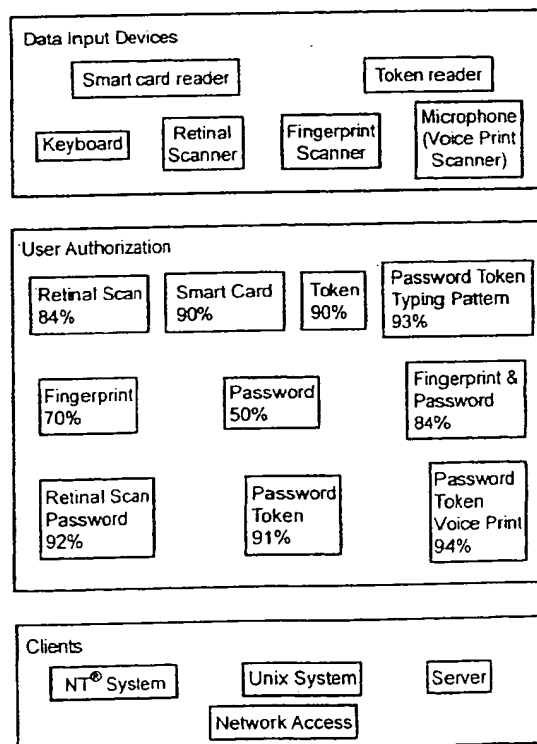 Data Input Devices
Smart card reader
Token reader
Keyboard
Retinal
Scanner
Fingerprint
Scanner
Microphone
(Voice Print
Scanner)
User Authorization
Retinal Scan
84%
Smart Card
90%
Token
90%
Password Token
Typing Pattern
93%
Fingerprint
70%
Password
50%
Fingerprint &
Password
84%
Retinal Scan
Password
92%
Password
Token
91%
Password
Token
Voice Print
94%
Clients
NT® System
Unix System
Server
Network Access